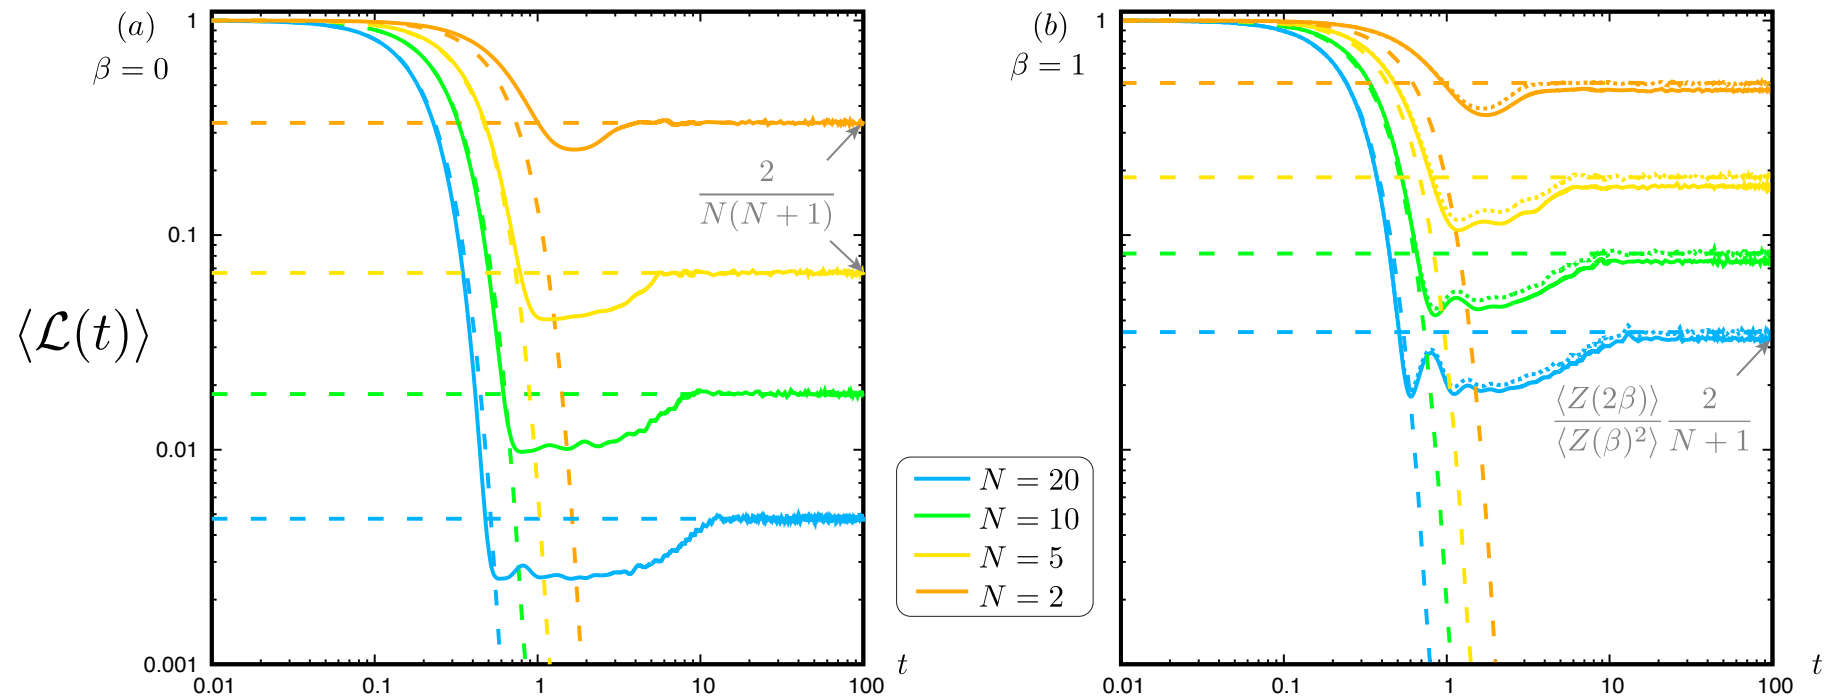 (a)
β = 0
1
0.1
0.01
0.001
0.01 0.1 1 10 100
t
⟨ℒ(t)⟩
2
N(N + 1)
N = 20
N = 10
N = 5
N = 2
(b)
β = 1
1
0.01 0.1 1 10 100
t
⟨Z(2β)⟩ 2
⟨Z(β)²⟩ N + 1